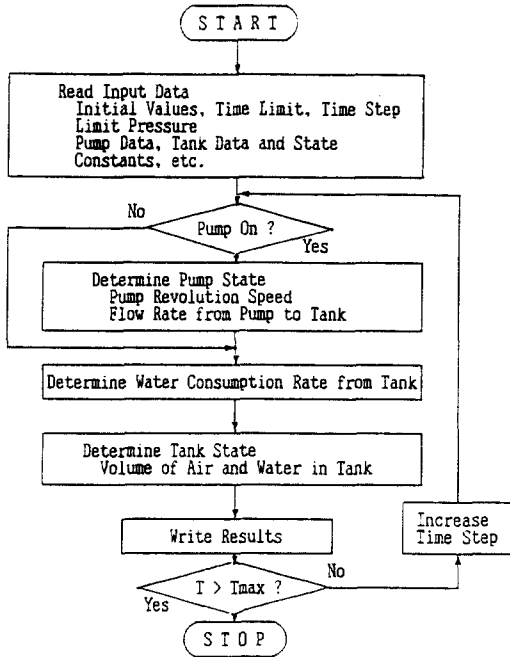 START
Read Input Data
Initial Values, Time Limit, Time Step
Limit Pressure
Pump Data, Tank Data and State
Constants, etc.
No
Pump On ?
Yes
Determine Pump State
Pump Revolution Speed
Flow Rate from Pump to Tank
Determine Water Consumption Rate from Tank
Determine Tank State
Volume of Air and Water in Tank
Write Results
Increase
Time Step
T > Tmax ?
No
Yes
STOP